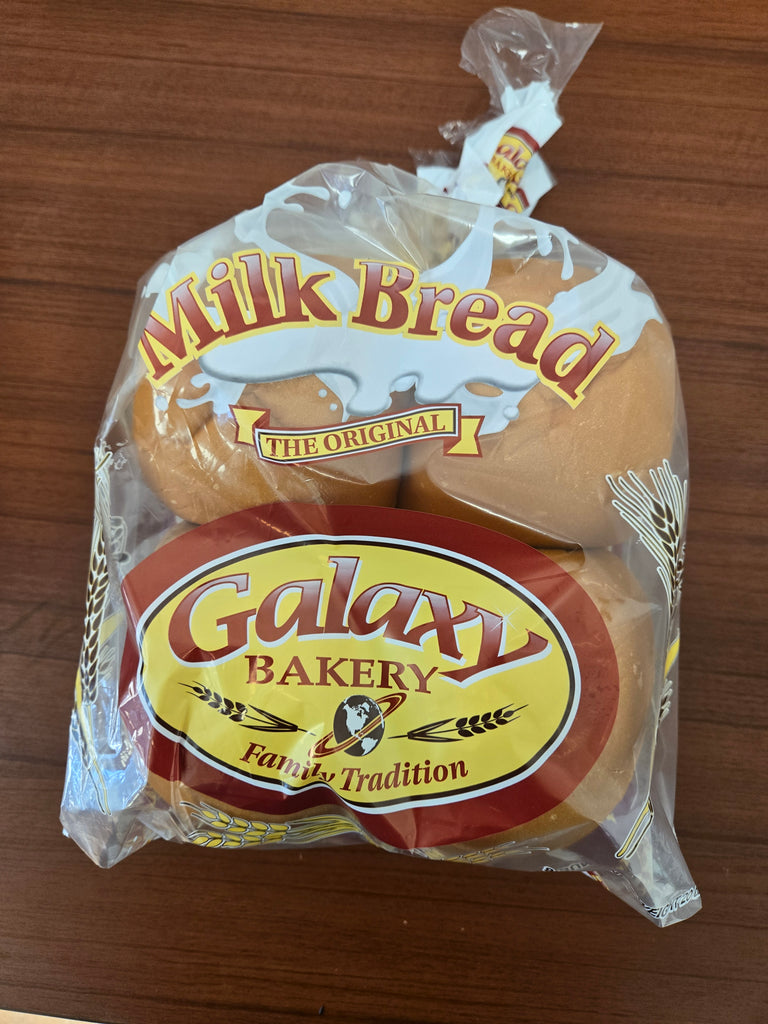 Milk Bread
THE ORIGINAL
Galaxy
BAKERY
Family Tradition